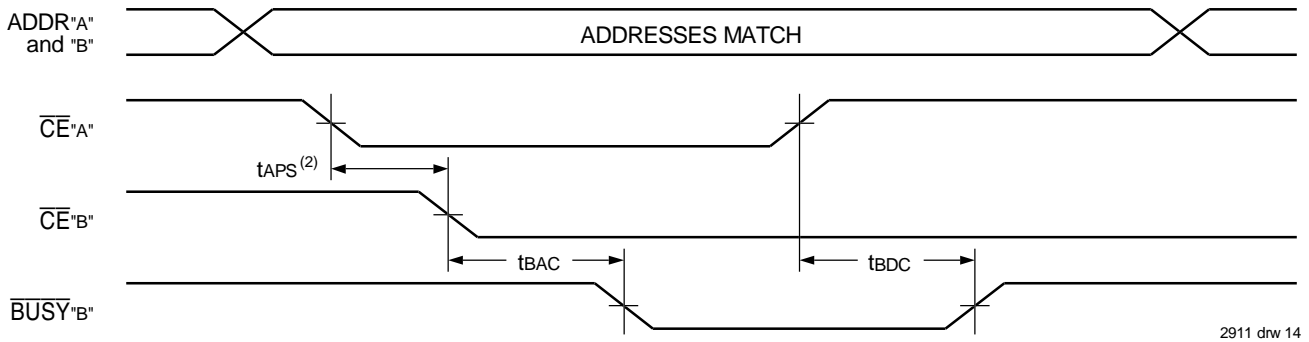 ADDR"A"
and "B"
ADDRESSES MATCH
CE"A"
tAPS(2)
CE"B"
tBAC
tBDC
BUSY"B"
2911 drw 14